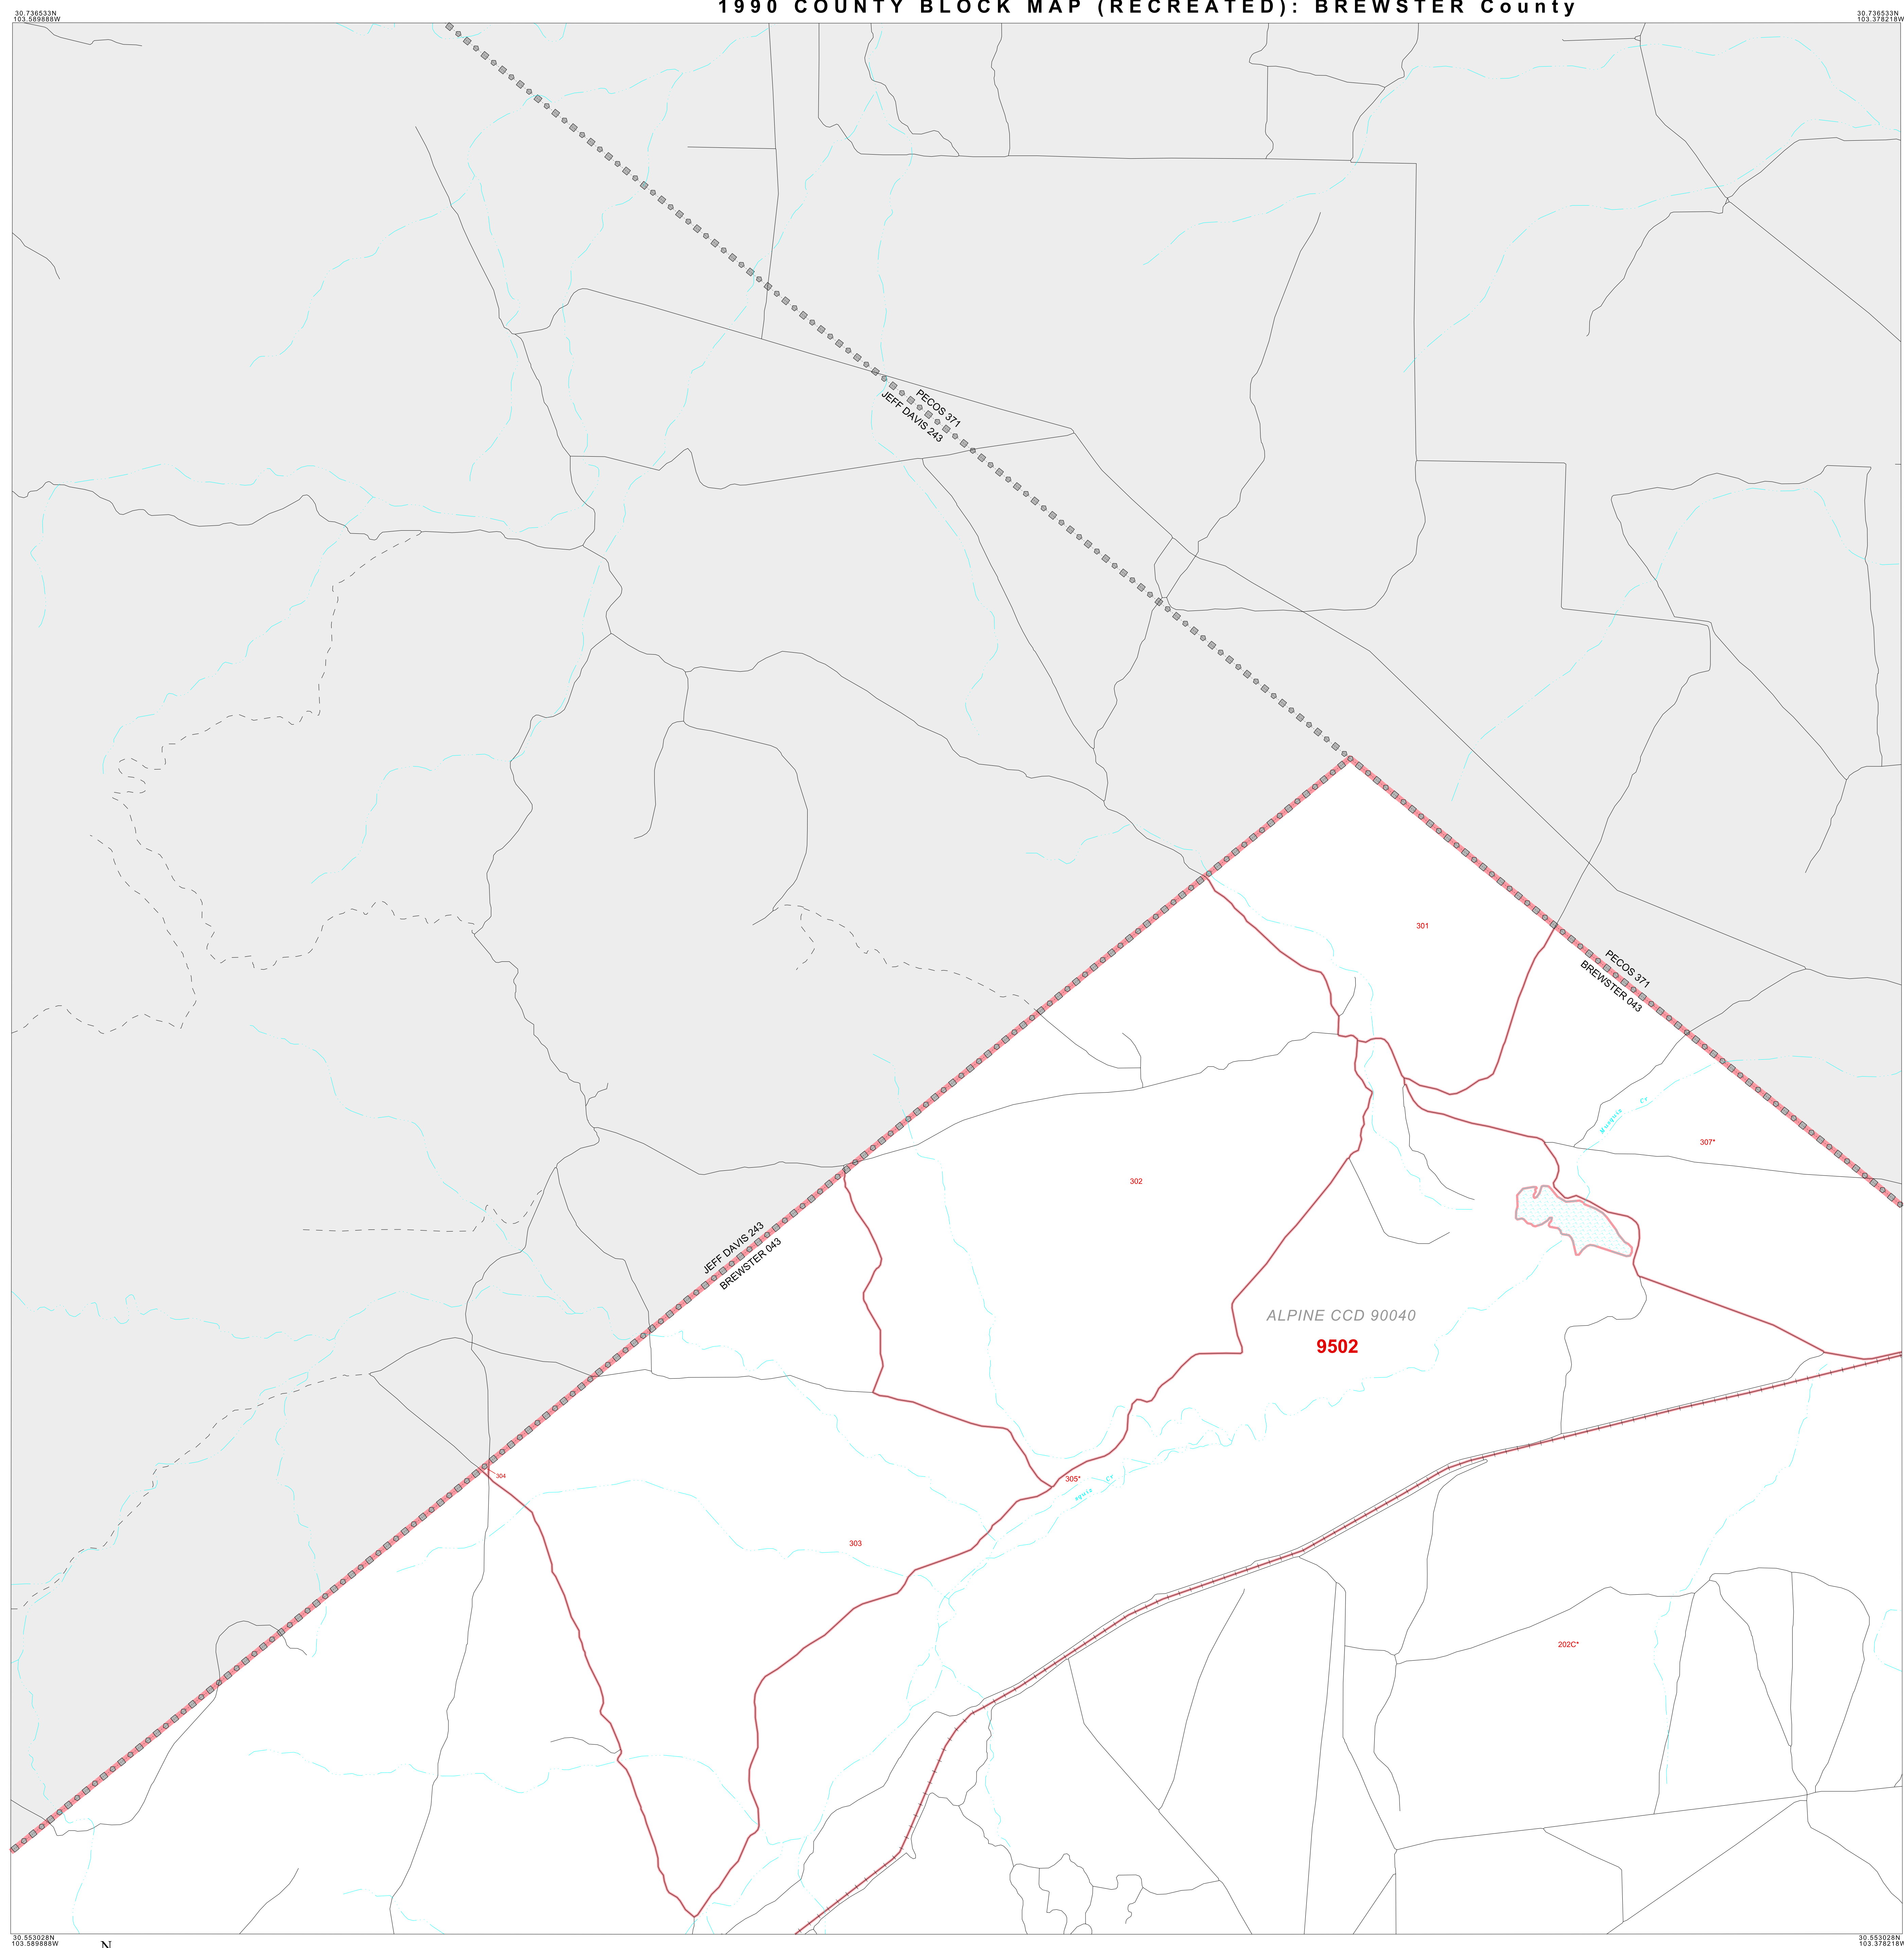 1990 COUNTY BLOCK MAP (RECREATED): BREWSTER County
30.736533N
103.589888W
30.736533N
103.378218W
PECOS 371
JEFF DAVIS 243
301
PECOS 371
BREWSTER 043
Cr
307*
302
JEFF DAVIS 243
BREWSTER 043
ALPINE CCD 90040
9502
304
305*
Cr
303
202C*
30.553028N
103.589888W
N
30.553028N
103.378218W